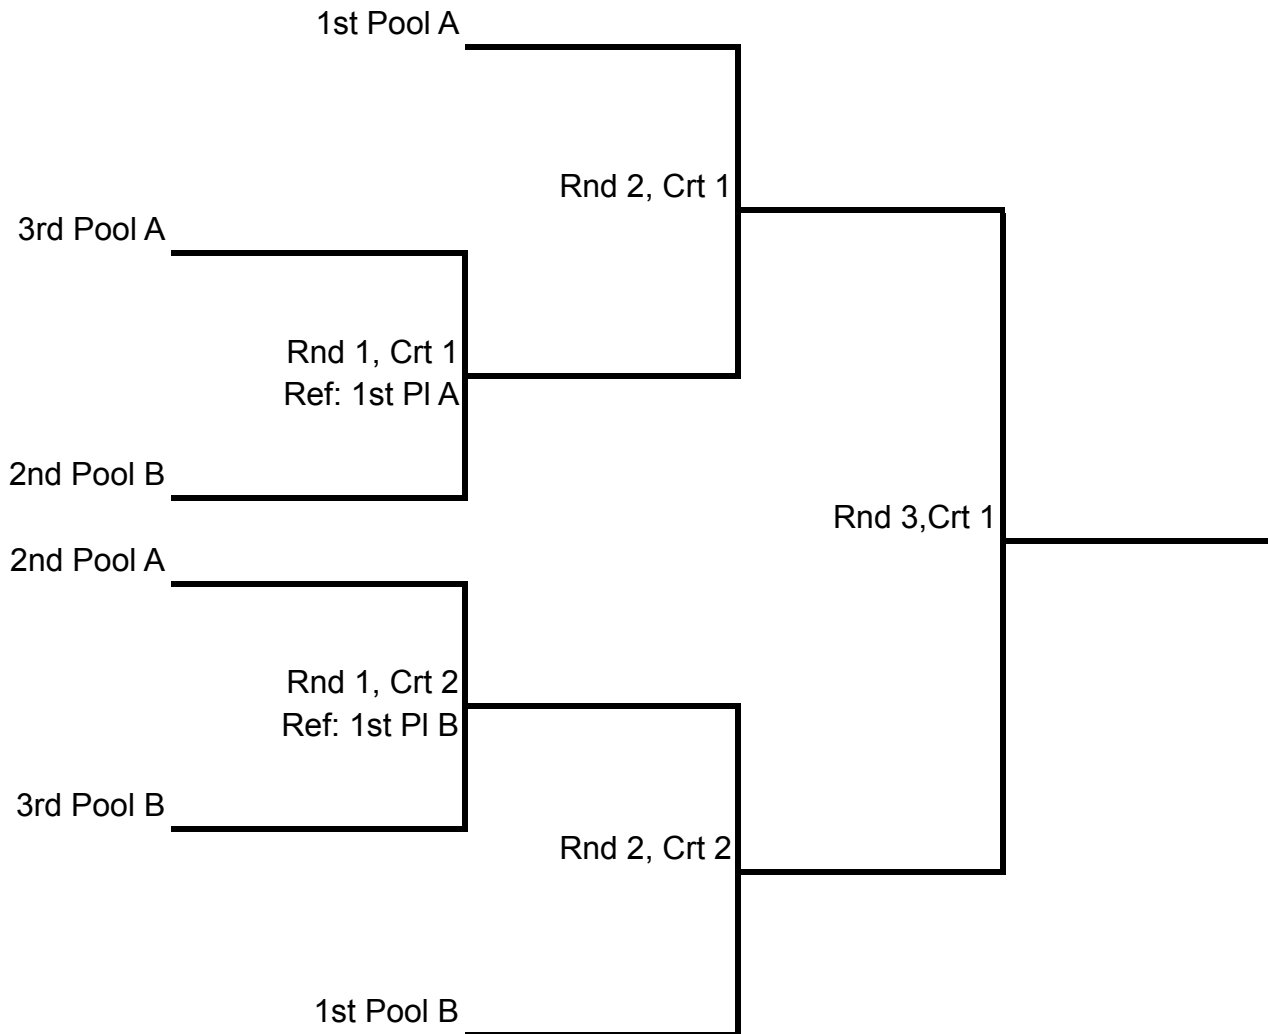 1st Pool A
Rnd 2, Crt 1
3rd Pool A
Rnd 1, Crt 1
Ref: 1st Pl A
2nd Pool B
Rnd 3,Crt 1
2nd Pool A
Rnd 1, Crt 2
Ref: 1st Pl B
3rd Pool B
Rnd 2, Crt 2
1st Pool B